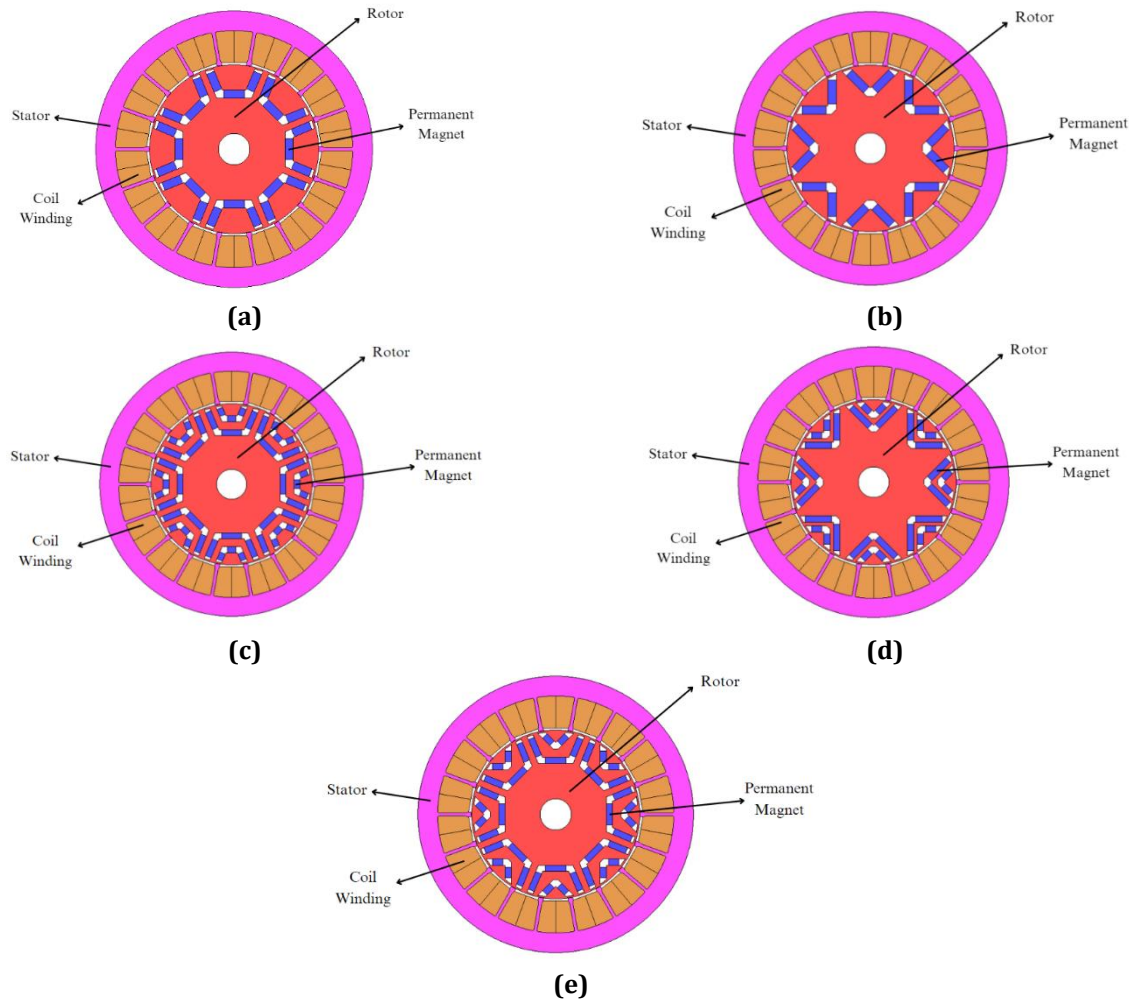 Rotor
Permanent
Magnet
Stator
Coil
Winding
(a)
Rotor
Permanent
Magnet
Stator
Coil
Winding
(b)
Rotor
Permanent
Magnet
Stator
Coil
Winding
(c)
Rotor
Permanent
Magnet
Stator
Coil
Winding
(d)
Rotor
Permanent
Magnet
Stator
Coil
Winding
(e)